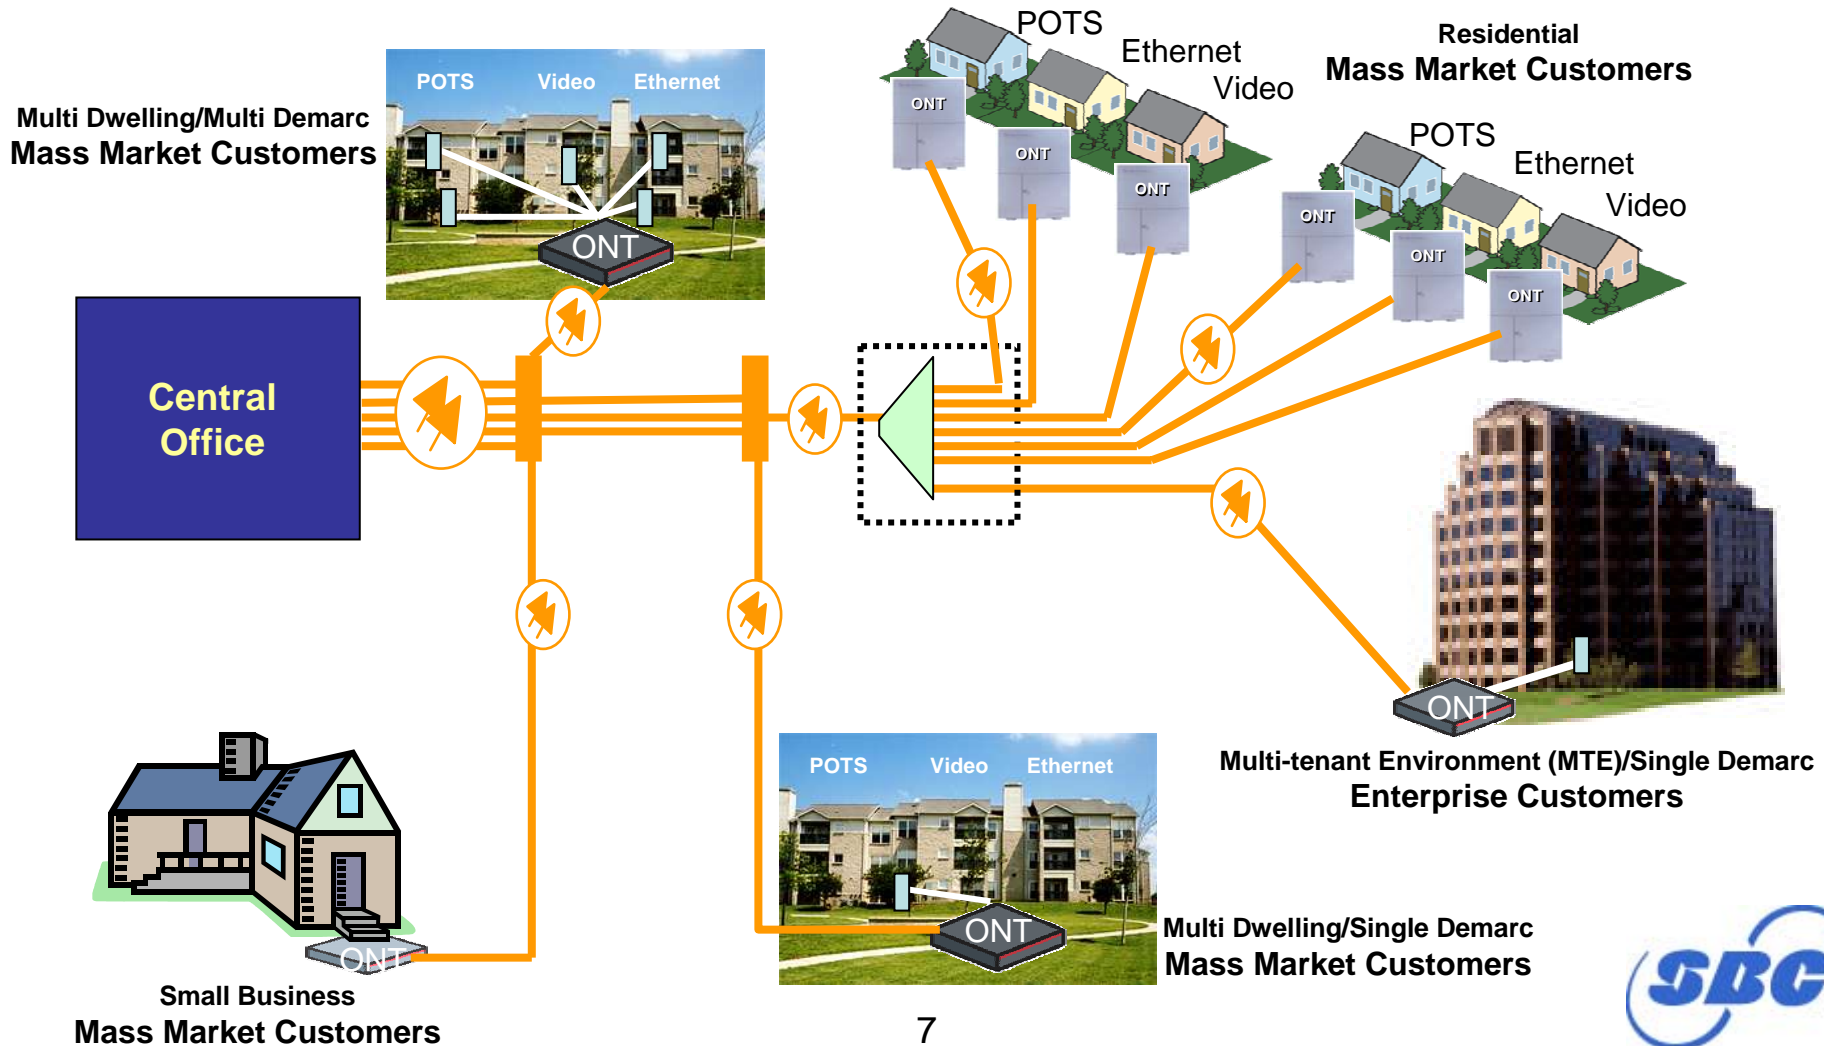 POTS
Ethernet
Video
Residential
Mass Market Customers
POTS Video Ethernet
Multi Dwelling/Multi Demarc
Mass Market Customers
ONT
ONT
ONT
ONT
POTS
Ethernet
Video
ONT
ONT
ONT
Central
Office
ONT
Multi-tenant Environment (MTE)/Single Demarc
Enterprise Customers
POTS Video Ethernet
ONT
Multi Dwelling/Single Demarc
Mass Market Customers
ONT
Small Business
Mass Market Customers
7
SBC